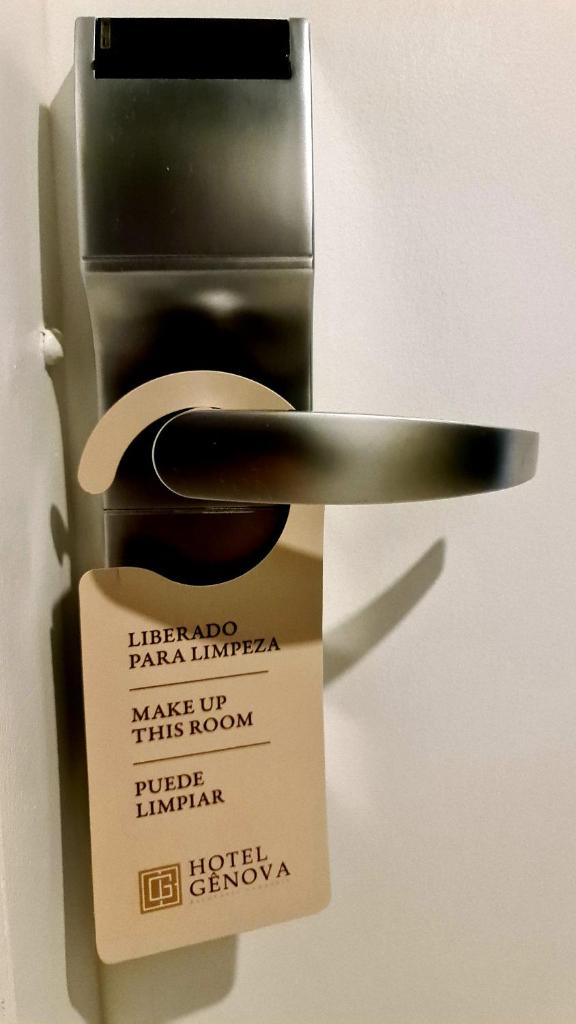 LIBERADO
PARA LIMPEZA
MAKE UP
THIS ROOM
PUEDE
LIMPIAR
HOTEL
GÊNOVA